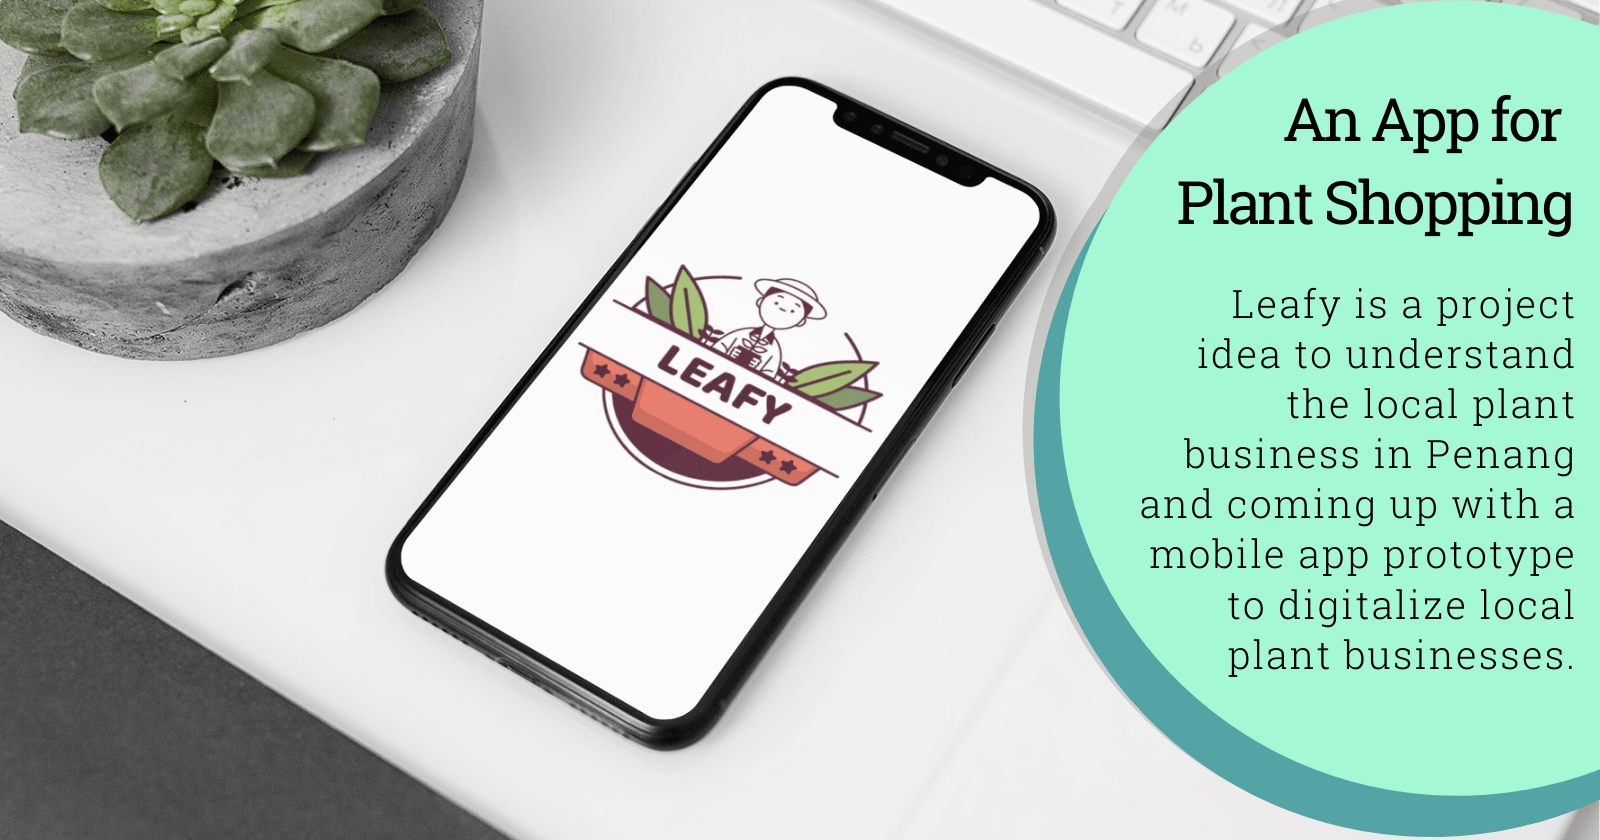 An App for
Plant Shopping
Leafy is a project
idea to understand
the local plant
business in Penang
and coming up with a
mobile app prototype
to digitalize local
plant businesses.
LEAFY
Т
М
Ь